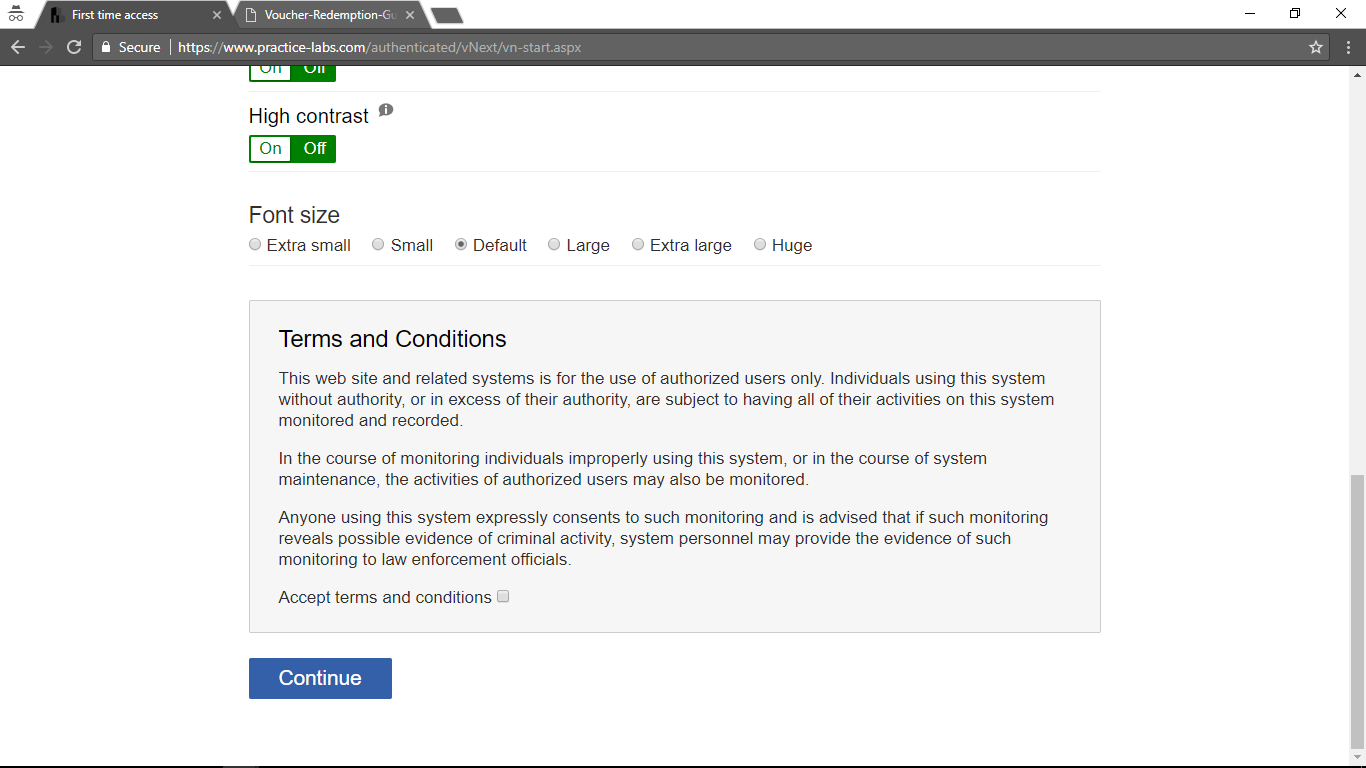 First time access
Voucher-Redemption-Gu
Secure
https://www.practice-labs.com/authenticated/vNext/vn-start.aspx
On Off
High contrast
On Off
Font size
Extra small Small Default Large Extra large Huge
Terms and Conditions
This web site and related systems is for the use of authorized users only. Individuals using this system
without authority, or in excess of their authority, are subject to having all of their activities on this system
monitored and recorded.
In the course of monitoring individuals improperly using this system, or in the course of system
maintenance, the activities of authorized users may also be monitored.
Anyone using this system expressly consents to such monitoring and is advised that if such monitoring
reveals possible evidence of criminal activity, system personnel may provide the evidence of such
monitoring to law enforcement officials.
Accept terms and conditions
Continue